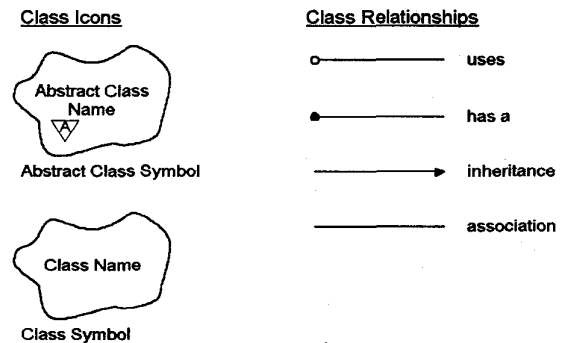 Class Icons
Abstract Class
Name
A
Abstract Class Symbol
Class Name
Class Symbol
Class Relationships
uses
has a
inheritance
association